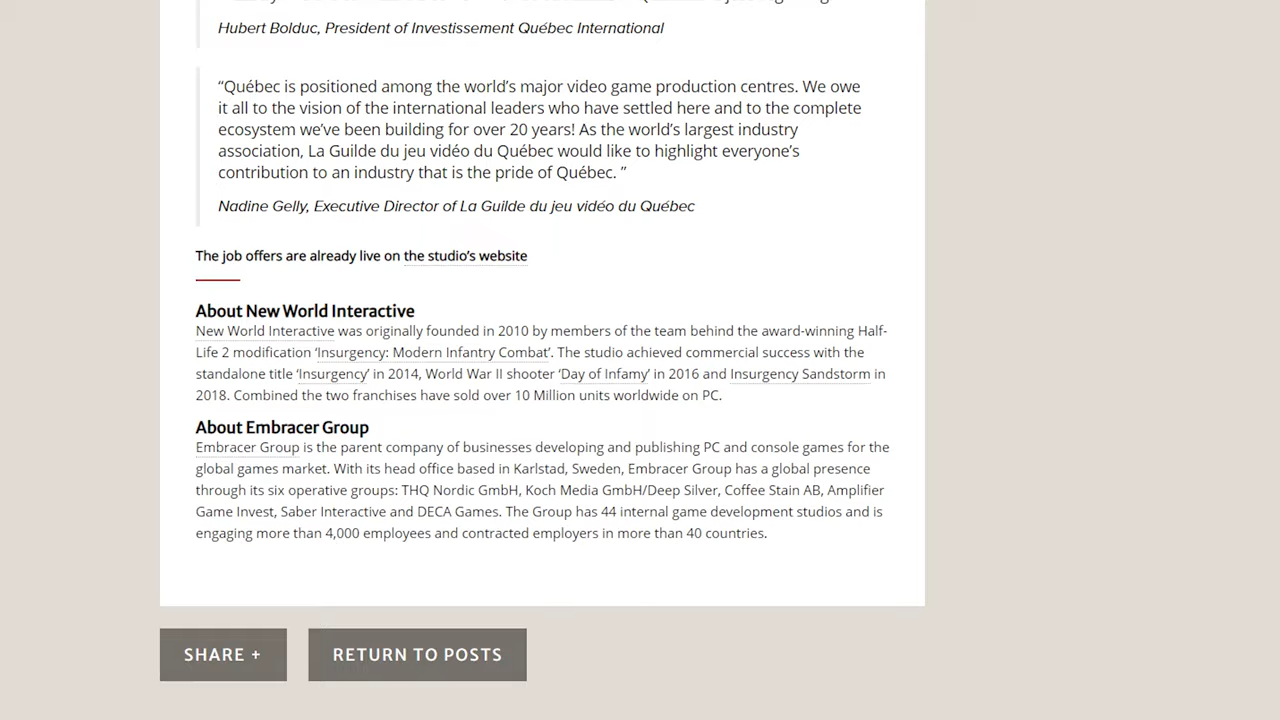 Hubert Bolduc, President of Investissement Québec International
“Québec is positioned among the world’s major video game production centres. We owe
it all to the vision of the international leaders who have settled here and to the complete
ecosystem we’ve been building for over 20 years! As the world’s largest industry
association, La Guilde du jeu vidéo du Québec would like to highlight everyone’s
contribution to an industry that is the pride of Québec. ”
Nadine Gelly, Executive Director of La Guilde du jeu vidéo du Québec
The job offers are already live on the studio’s website
About New World Interactive
New World Interactive was originally founded in 2010 by members of the team behind the award-winning Half-
Life 2 modification ‘Insurgency: Modern Infantry Combat’. The studio achieved commercial success with the
standalone title ‘Insurgency’ in 2014, World War II shooter ‘Day of Infamy’ in 2016 and Insurgency Sandstorm in
2018. Combined the two franchises have sold over 10 Million units worldwide on PC.
About Embracer Group
Embracer Group is the parent company of businesses developing and publishing PC and console games for the
global games market. With its head office based in Karlstad, Sweden, Embracer Group has a global presence
through its six operative groups: THQ Nordic GmbH, Koch Media GmbH/Deep Silver, Coffee Stain AB, Amplifier
Game Invest, Saber Interactive and DECA Games. The Group has 44 internal game development studios and is
engaging more than 4,000 employees and contracted employers in more than 40 countries.
SHARE +
RETURN TO POSTS